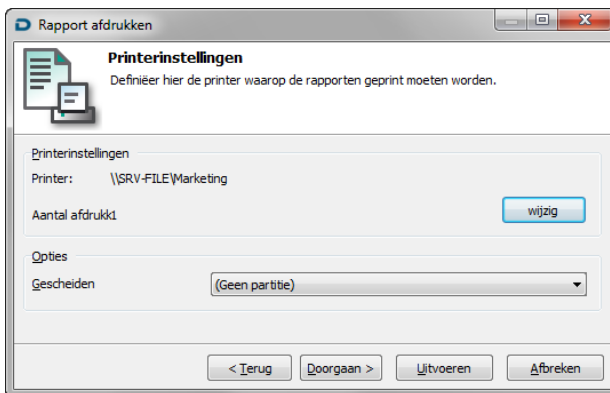 Rapport afdrukken
Printerinstellingen
Definiëer hier de printer waarop de rapporten geprint moeten worden.
Printerinstellingen
Printer: \\SRV-FILE\Marketing
Aantal afdrukk1
wijzig
Opties
Gescheiden (Geen partitie)
< Terug Doorgaan > Uitvoeren Afbreken